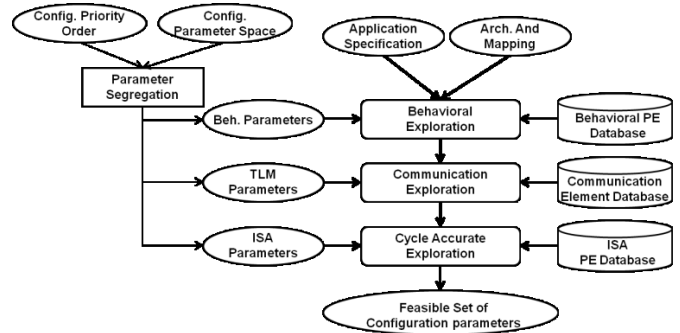 Config. Priority
Order
Config.
Parameter Space
Application
Specification
Arch. And
Mapping
Parameter
Segregation
Beh. Parameters
Behavioral
Exploration
Behavioral PE
Database
TLM
Parameters
Communication
Exploration
Communication
Element Database
ISA
Parameters
Cycle Accurate
Exploration
ISA
PE Database
Feasible Set of
Configuration parameters